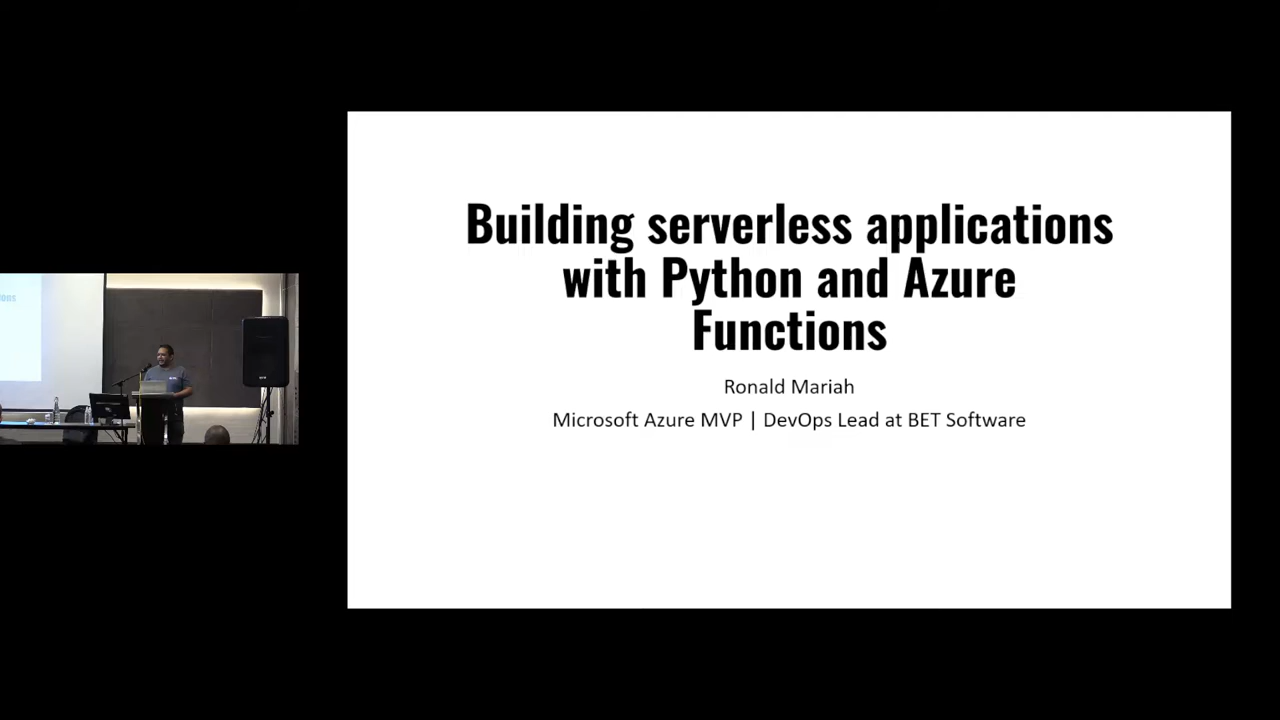 Building serverless applications
with Python and Azure
Functions
Ronald Mariah
Microsoft Azure MVP | DevOps Lead at BET Software